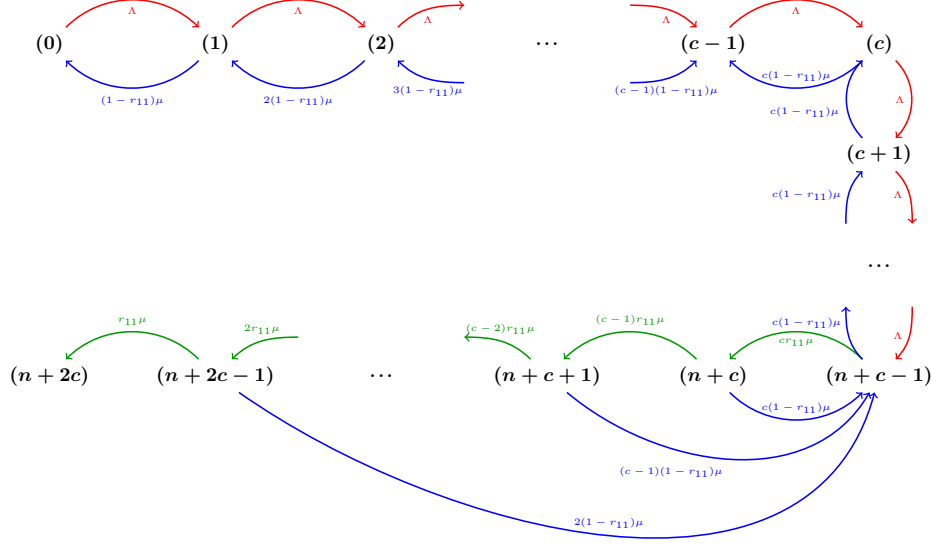 Λ Λ Λ Λ Λ
(0) (1) (2) ··· (c − 1) (c)
(1 − r₁₁)μ 2(1 − r₁₁)μ 3(1 − r₁₁)μ (c − 1)(1 − r₁₁)μ c(1 − r₁₁)μ
c(1 − r₁₁)μ Λ
(c + 1)
c(1 − r₁₁)μ Λ
···
r₁₁μ 2r₁₁μ (c − 2)r₁₁μ (c − 1)r₁₁μ c(1 − r₁₁)μ Λ
cr₁₁μ
(n + 2c) (n + 2c − 1) ··· (n + c + 1) (n + c) (n + c − 1)
c(1 − r₁₁)μ
(c − 1)(1 − r₁₁)μ
2(1 − r₁₁)μ